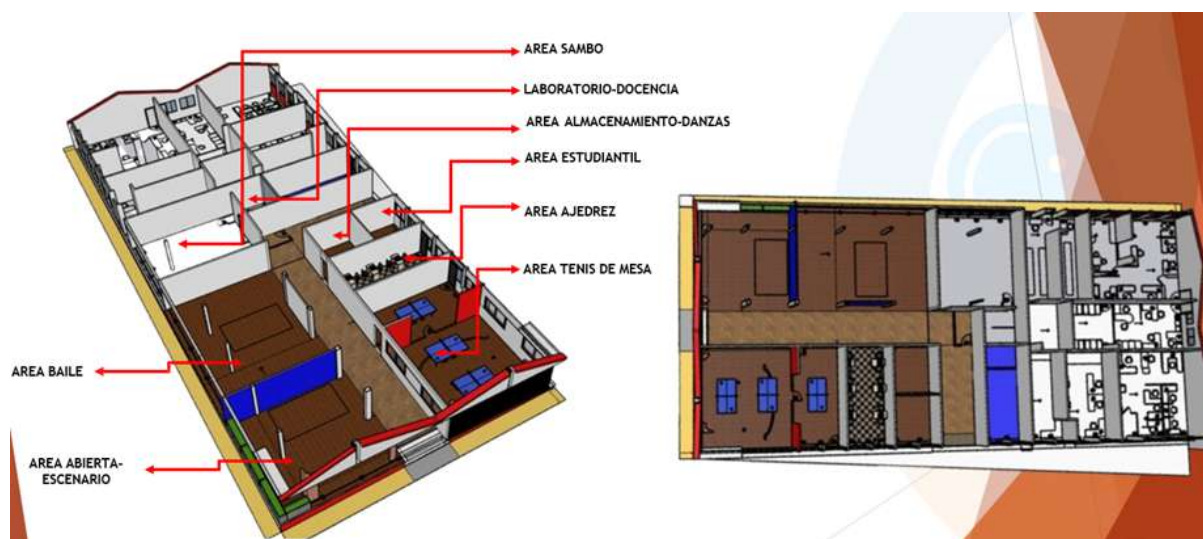 AREA SAMBO
LABORATORIO-DOCENCIA
AREA ALMACENAMIENTO-DANZAS
AREA ESTUDIANTIL
AREA AJEDREZ
AREA TENIS DE MESA
AREA BAILE
AREA ABIERTA-
ESCENARIO